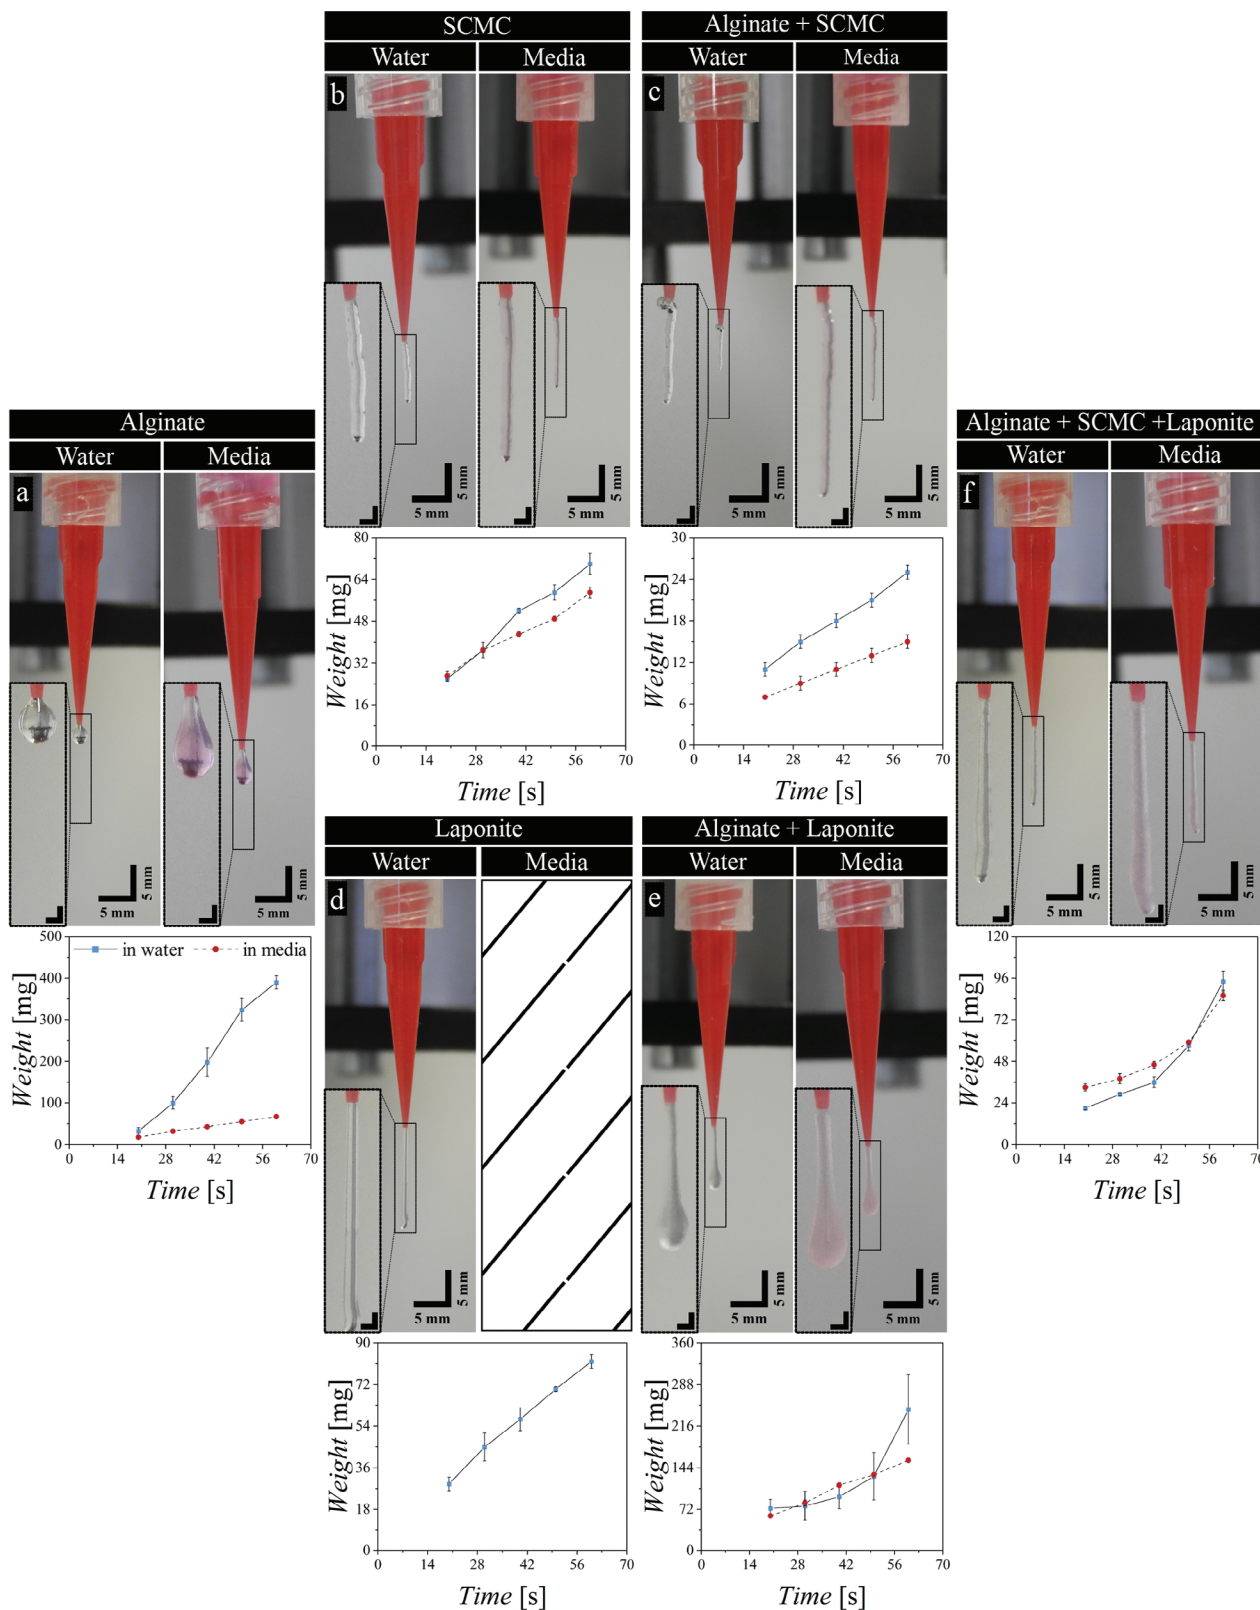 SCMC
Water Media
b
5 mm 5 mm
5 mm 5 mm
80
64
48
32
16
0
Weight [mg]
0 14 28 42 56 70
Time [s]
Alginate + SCMC
Water Media
c
5 mm 5 mm
5 mm 5 mm
30
24
18
12
6
0
Weight [mg]
0 14 28 42 56 70
Time [s]
Alginate
Water Media
a
5 mm 5 mm
5 mm 5 mm
500
400
300
200
100
0
Weight [mg]
in water in media
0 14 28 42 56 70
Time [s]
Laponite
Water Media
d
5 mm 5 mm
90
72
54
36
18
0
Weight [mg]
0 14 28 42 56 70
Time [s]
Alginate + Laponite
Water Media
e
5 mm 5 mm
5 mm 5 mm
360
288
216
144
72
0
Weight [mg]
0 14 28 42 56 70
Time [s]
Alginate + SCMC +Laponite
Water Media
f
5 mm 5 mm
5 mm 5 mm
120
96
72
48
24
0
Weight [mg]
0 14 28 42 56 70
Time [s]